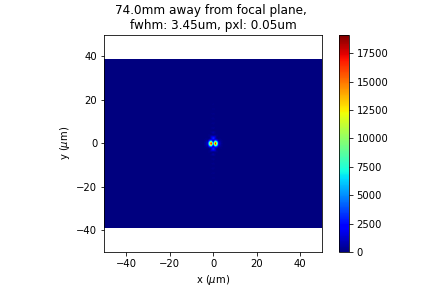 74.0mm away from focal plane,
fwhm: 3.45um, pxl: 0.05um
40
20
0
−20
−40
y (μm)
−40 −20 0 20 40
x (μm)
17500
15000
12500
10000
7500
5000
2500
0